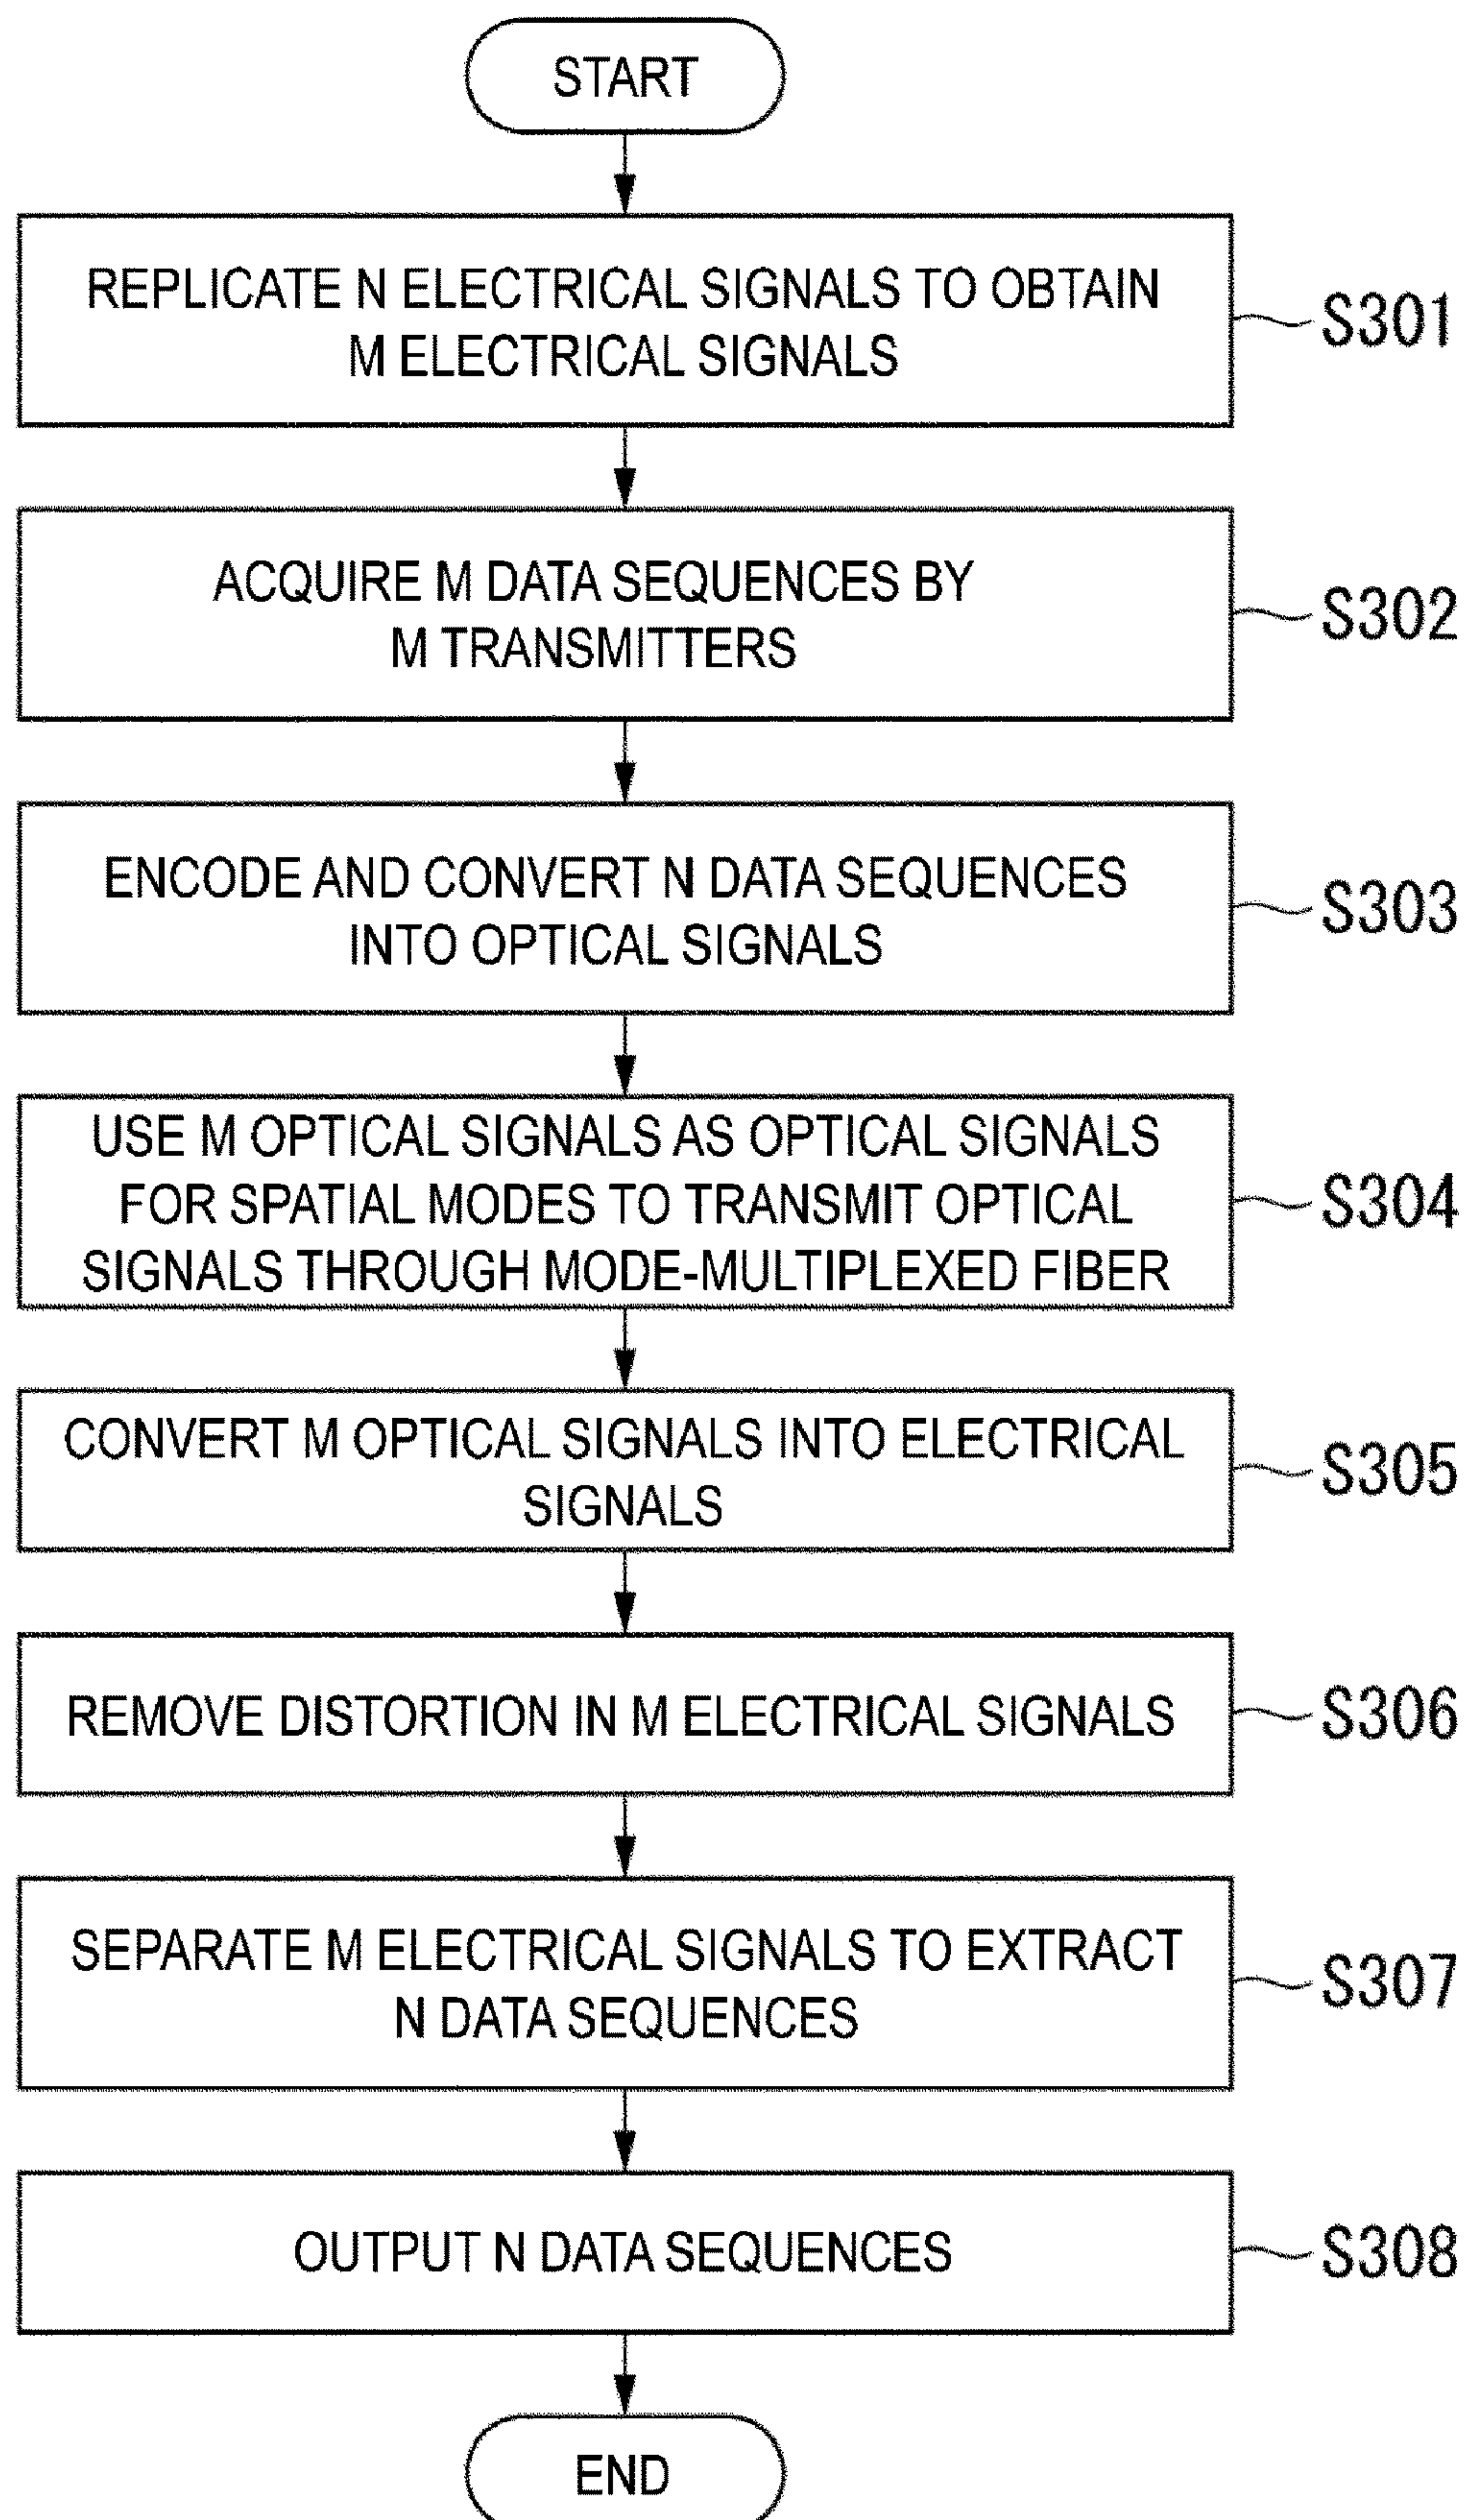 START
REPLICATE N ELECTRICAL SIGNALS TO OBTAIN
M ELECTRICAL SIGNALS
S301
ACQUIRE M DATA SEQUENCES BY
M TRANSMITTERS
S302
ENCODE AND CONVERT N DATA SEQUENCES
INTO OPTICAL SIGNALS
S303
USE M OPTICAL SIGNALS AS OPTICAL SIGNALS
FOR SPATIAL MODES TO TRANSMIT OPTICAL
SIGNALS THROUGH MODE-MULTIPLEXED FIBER
S304
CONVERT M OPTICAL SIGNALS INTO ELECTRICAL
SIGNALS
S305
REMOVE DISTORTION IN M ELECTRICAL SIGNALS
S306
SEPARATE M ELECTRICAL SIGNALS TO EXTRACT
N DATA SEQUENCES
S307
OUTPUT N DATA SEQUENCES
S308
END